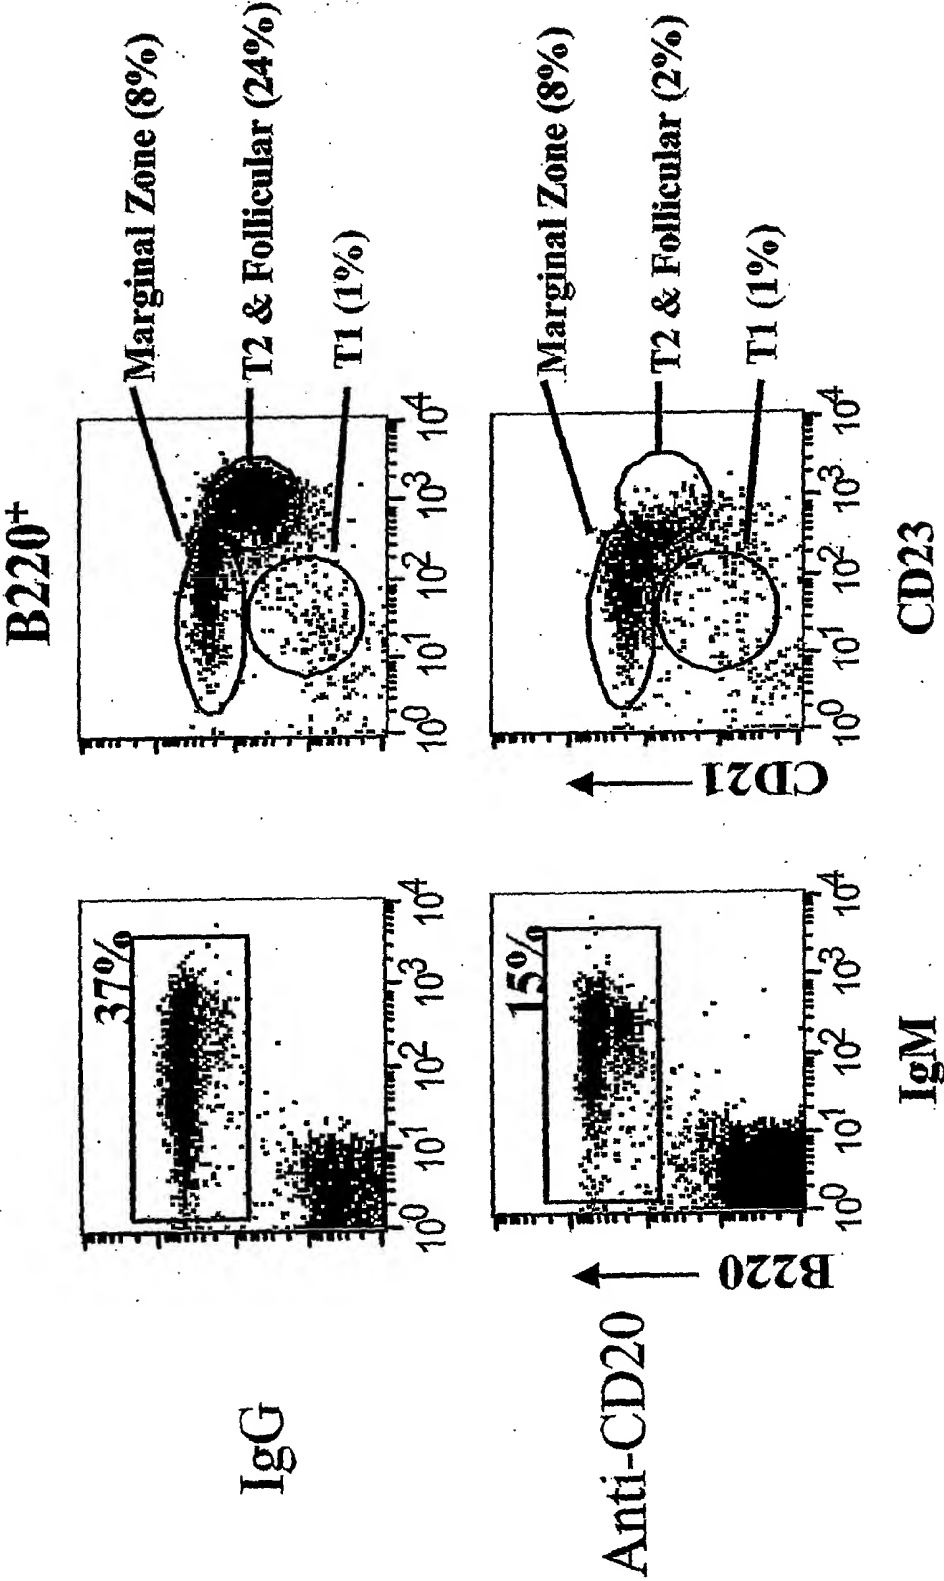 B220+
IgG
37%
10⁰ 10¹ 10² 10³ 10⁴
10⁰ 10¹ 10² 10³ 10⁴
Marginal Zone (8%)
T2 & Follicular (24%)
T1 (1%)
Anti-CD20
B220
15%
10⁰ 10¹ 10² 10³ 10⁴
IgM
CD21
10⁰ 10¹ 10² 10³ 10⁴
CD23
Marginal Zone (8%)
T2 & Follicular (2%)
T1 (1%)